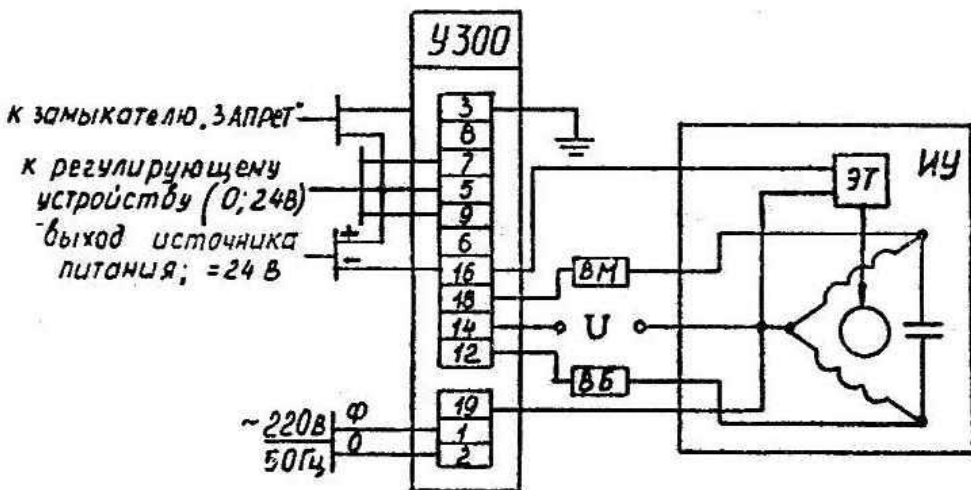 У300
к замыкателю „ЗАПРЕТ"
к регулирующему
устройству (0; 24В)
выход источника
питания; =24 В
+
-
3
8
7
5
9
6
16
18
14
12
19
1
2
~220в
50Гц
Ф
0
ВМ
U
ВБ
ИУ
ЭТ